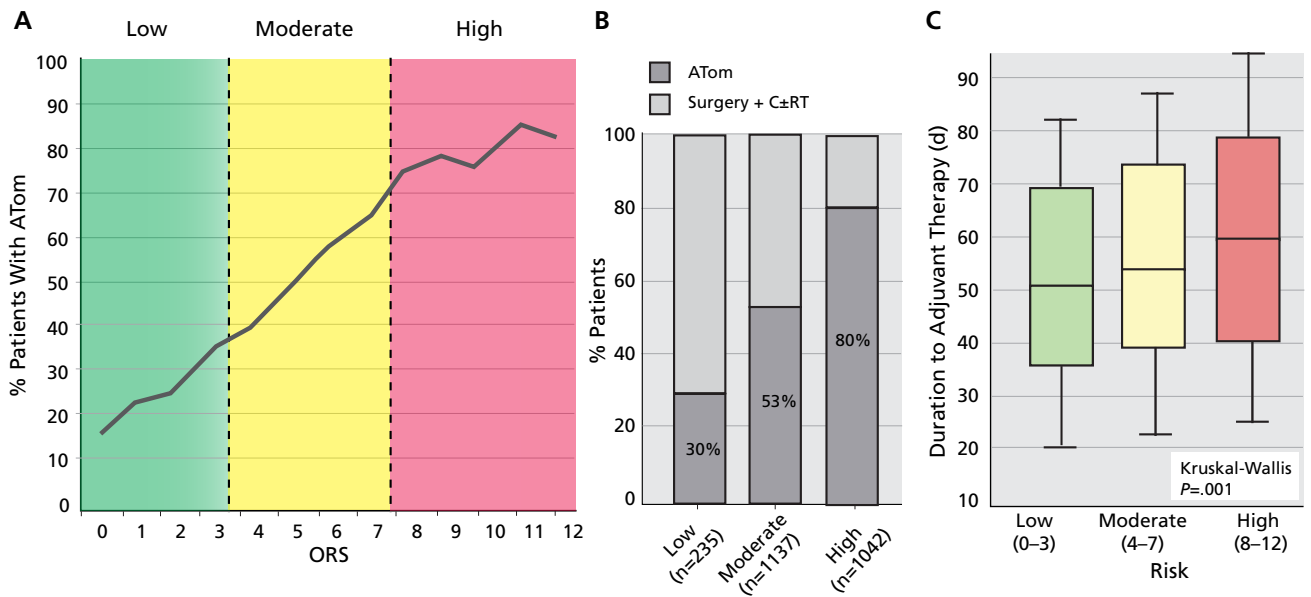 A
Low
Moderate
High
100
90
80
70
60
50
40
30
20
10
0
% Patients With ATom
0 1 2 3 4 5 6 7 8 9 10 11 12
ORS
B
ATom
Surgery + C±RT
100
80
60
40
20
0
% Patients
30%
53%
80%
Low
(n=235)
Moderate
(n=1137)
High
(n=1042)
C
90
80
70
60
50
40
30
20
10
Duration to Adjuvant Therapy (d)
Kruskal-Wallis
P=.001
Low
(0–3)
Moderate
(4–7)
High
(8–12)
Risk